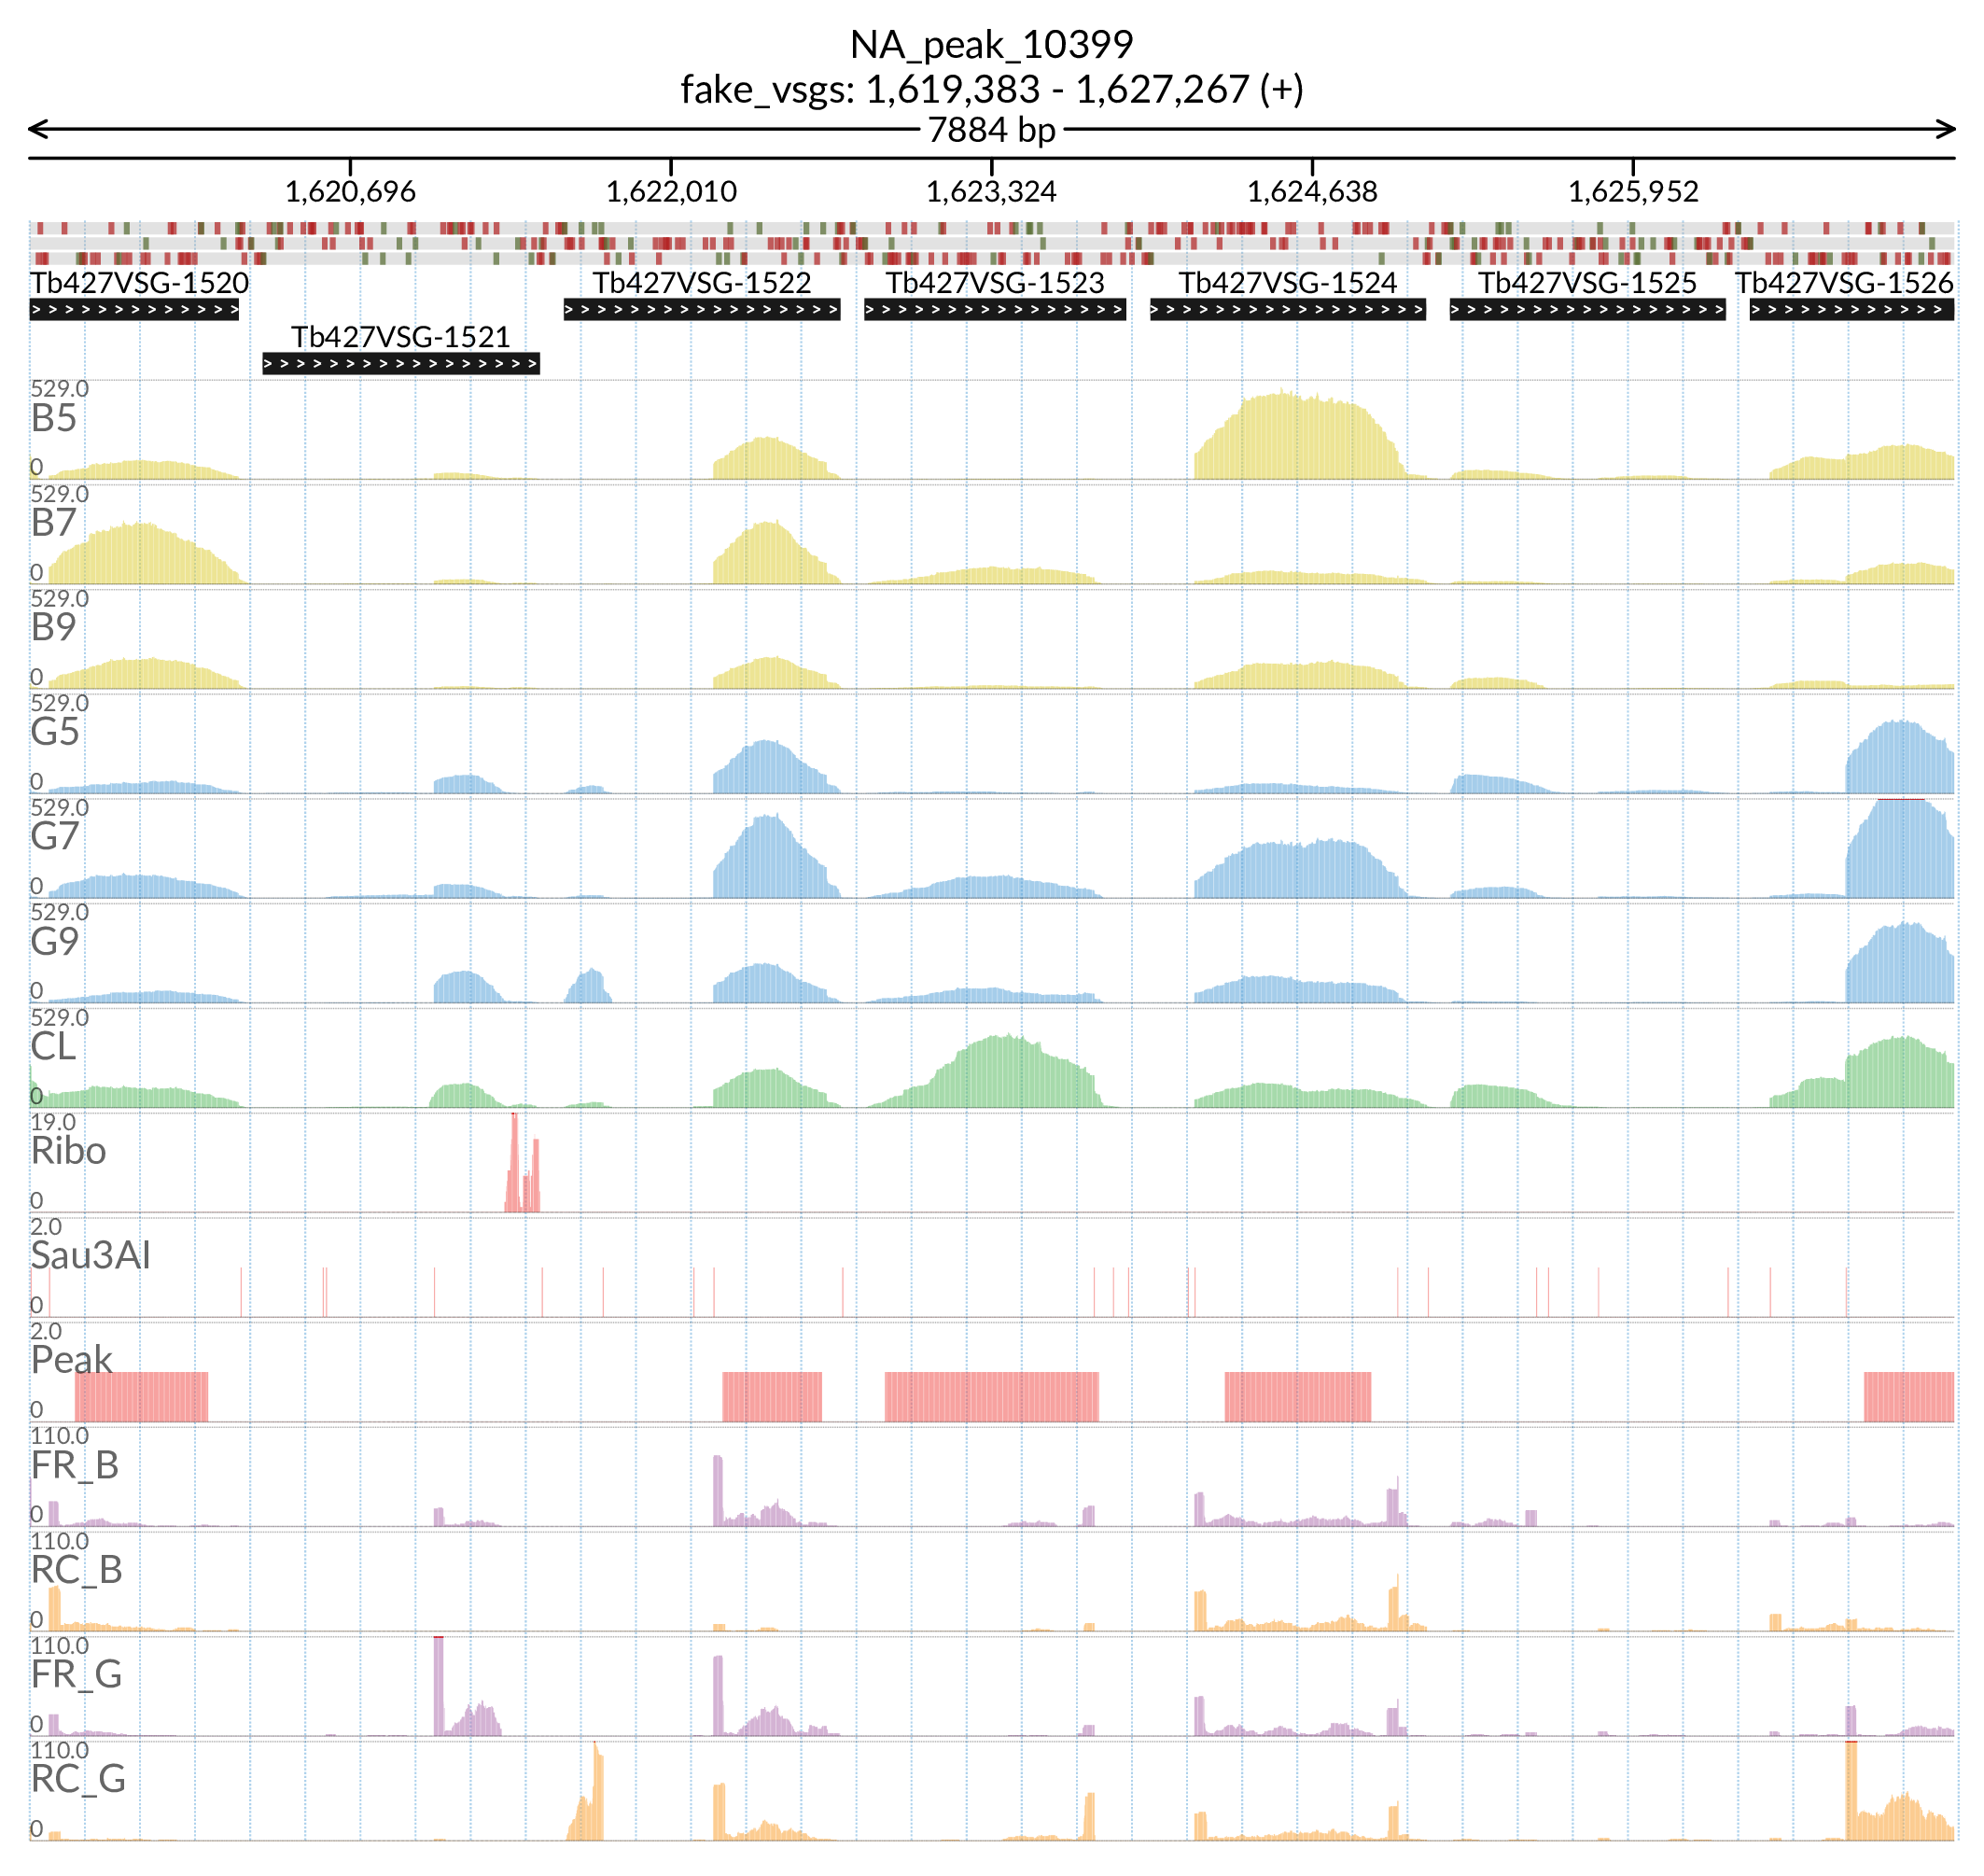 NA_peak_10399
fake_vsgs: 1,619,383 - 1,627,267 (+)
7884 bp
1,620,696 1,622,010 1,623,324 1,624,638 1,625,952
Tb427VSG-1520 Tb427VSG-1522 Tb427VSG-1523 Tb427VSG-1524 Tb427VSG-1525 Tb427VSG-1526
Tb427VSG-1521
529.0
B5
0
529.0
B7
0
529.0
B9
0
529.0
G5
0
529.0
G7
0
529.0
G9
0
529.0
CL
0
19.0
Ribo
0
2.0
Sau3AI
0
2.0
Peak
0
110.0
FR_B
0
110.0
RC_B
0
110.0
FR_G
0
110.0
RC_G
0